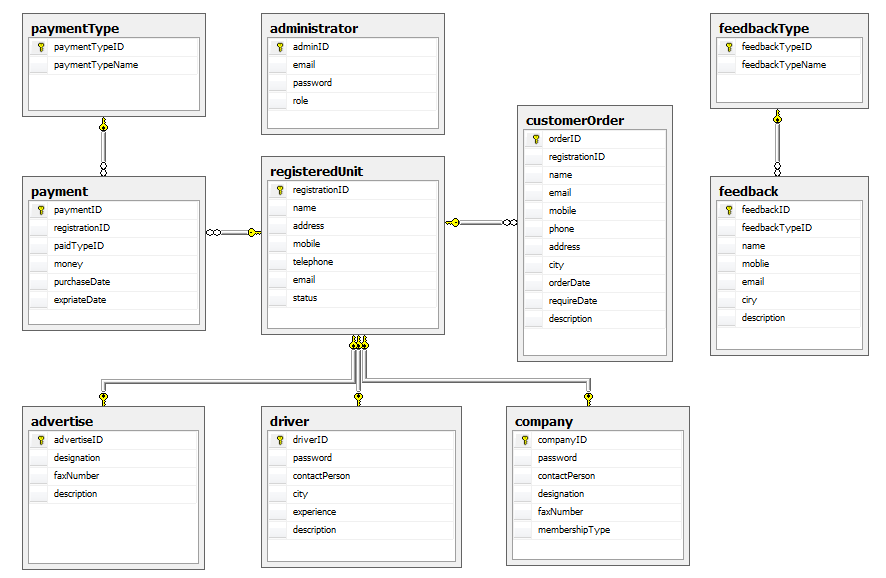 paymentType
paymentTypeID
paymentTypeName
administrator
adminID
email
password
role
feedbackType
feedbackTypeID
feedbackTypeName
customerOrder
orderID
registrationID
name
email
mobile
phone
address
city
orderDate
requireDate
description
payment
paymentID
registrationID
paidTypeID
money
purchaseDate
expriateDate
registeredUnit
registrationID
name
address
mobile
telephone
email
status
feedback
feedbackID
feedbackTypeID
name
moblie
email
ciry
description
advertise
advertiseID
designation
faxNumber
description
driver
driverID
password
contactPerson
city
experience
description
company
companyID
password
contactPerson
designation
faxNumber
membershipType